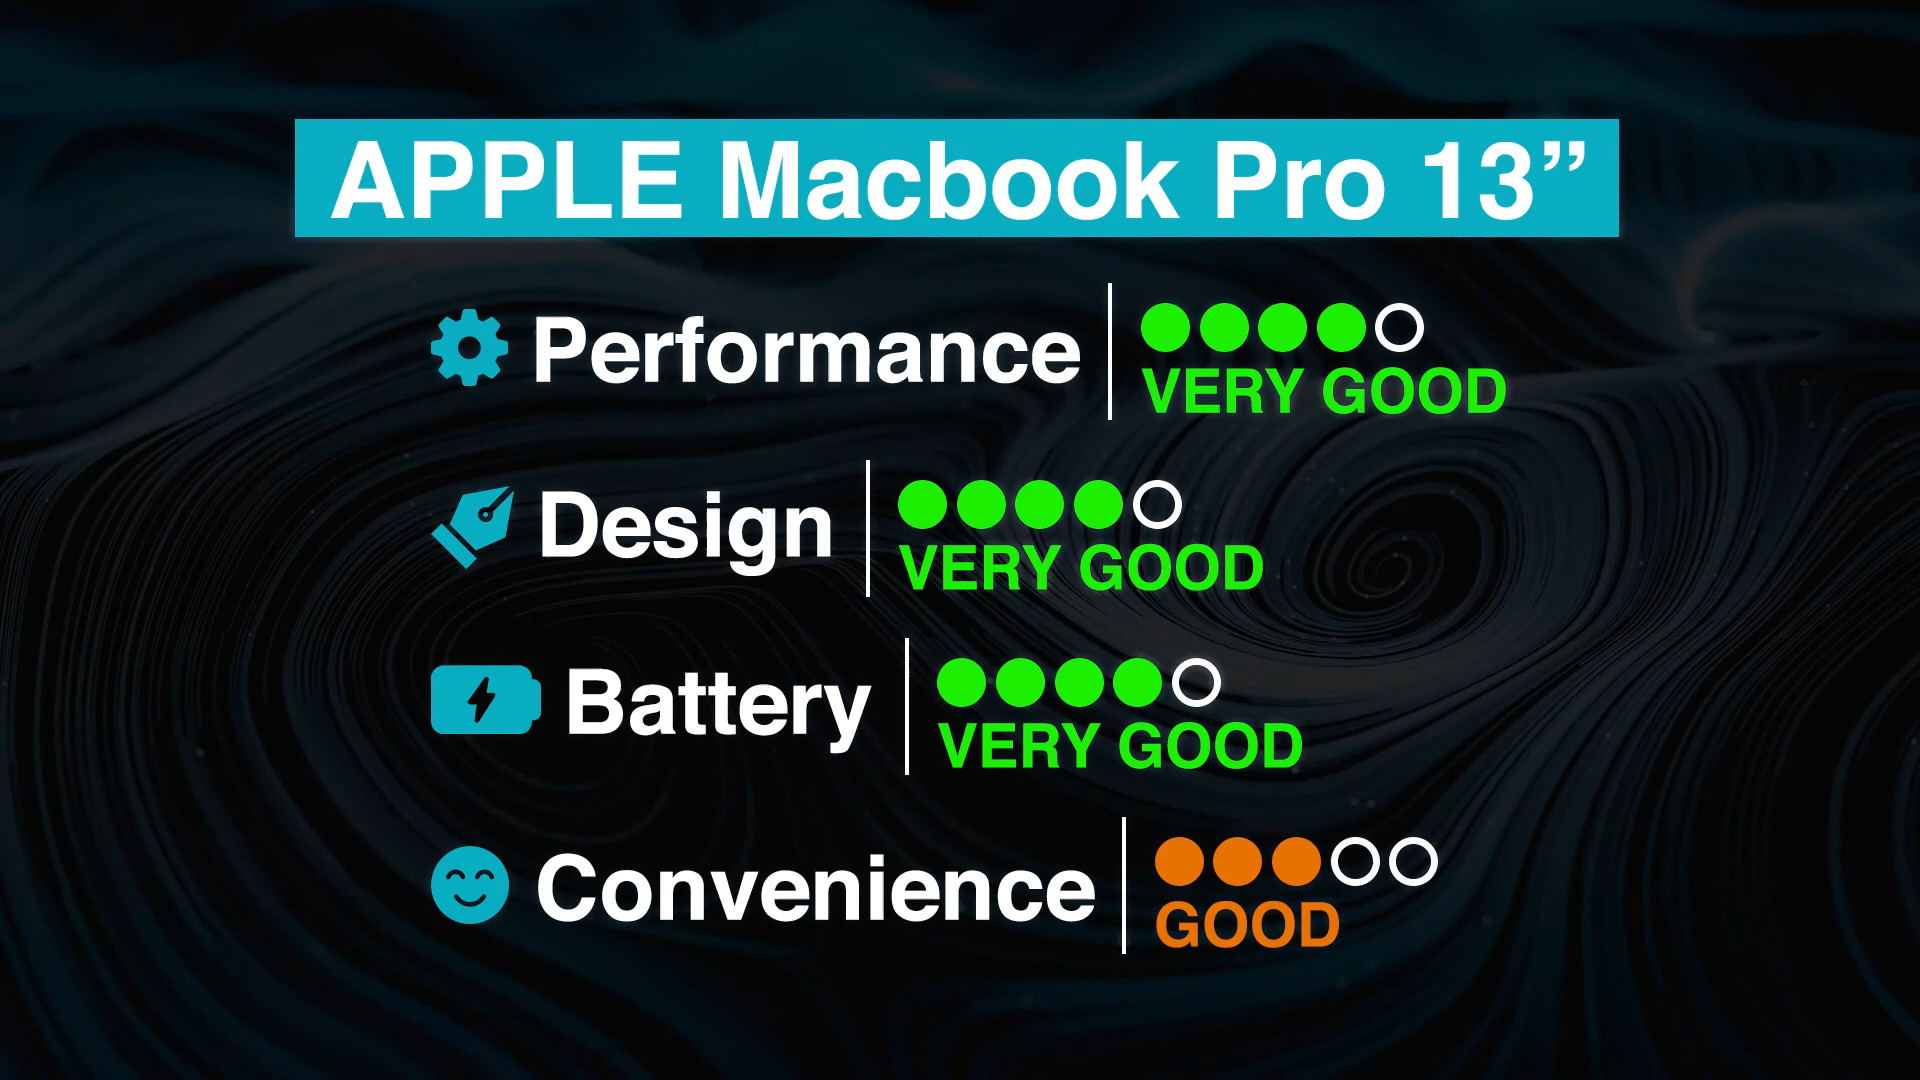 APPLE Macbook Pro 13”
Performance
VERY GOOD
Design
VERY GOOD
Battery
VERY GOOD
Convenience
GOOD